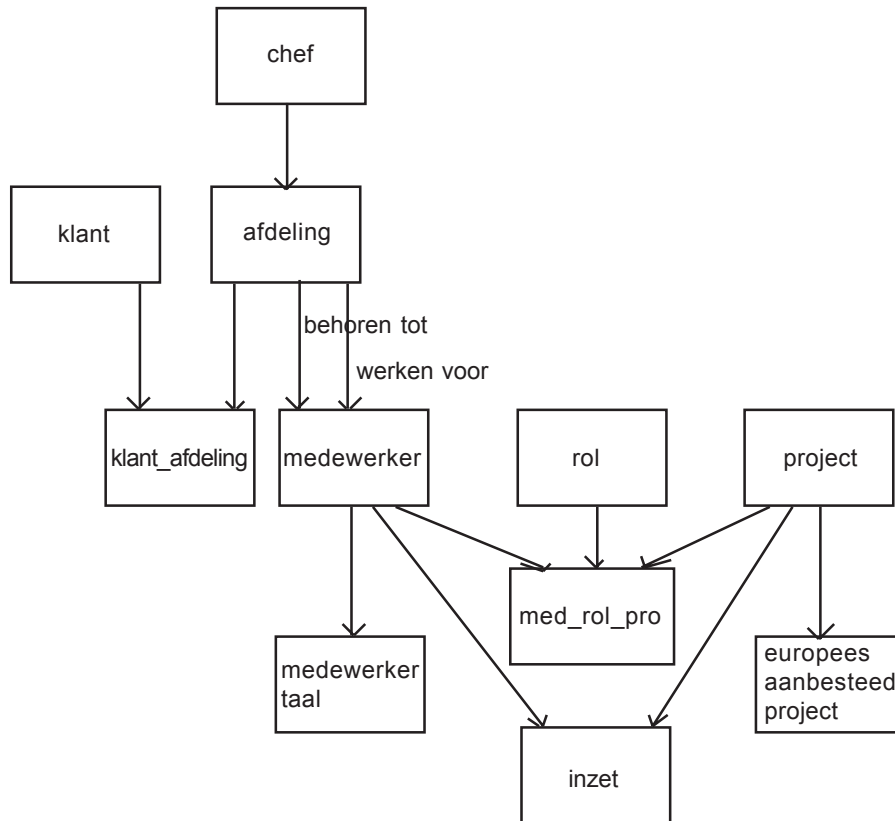 chef
klant
afdeling
behoren tot
werken voor
klant_afdeling
medewerker
rol
project
med_rol_pro
medewerker
taal
europees
aanbesteed
project
inzet